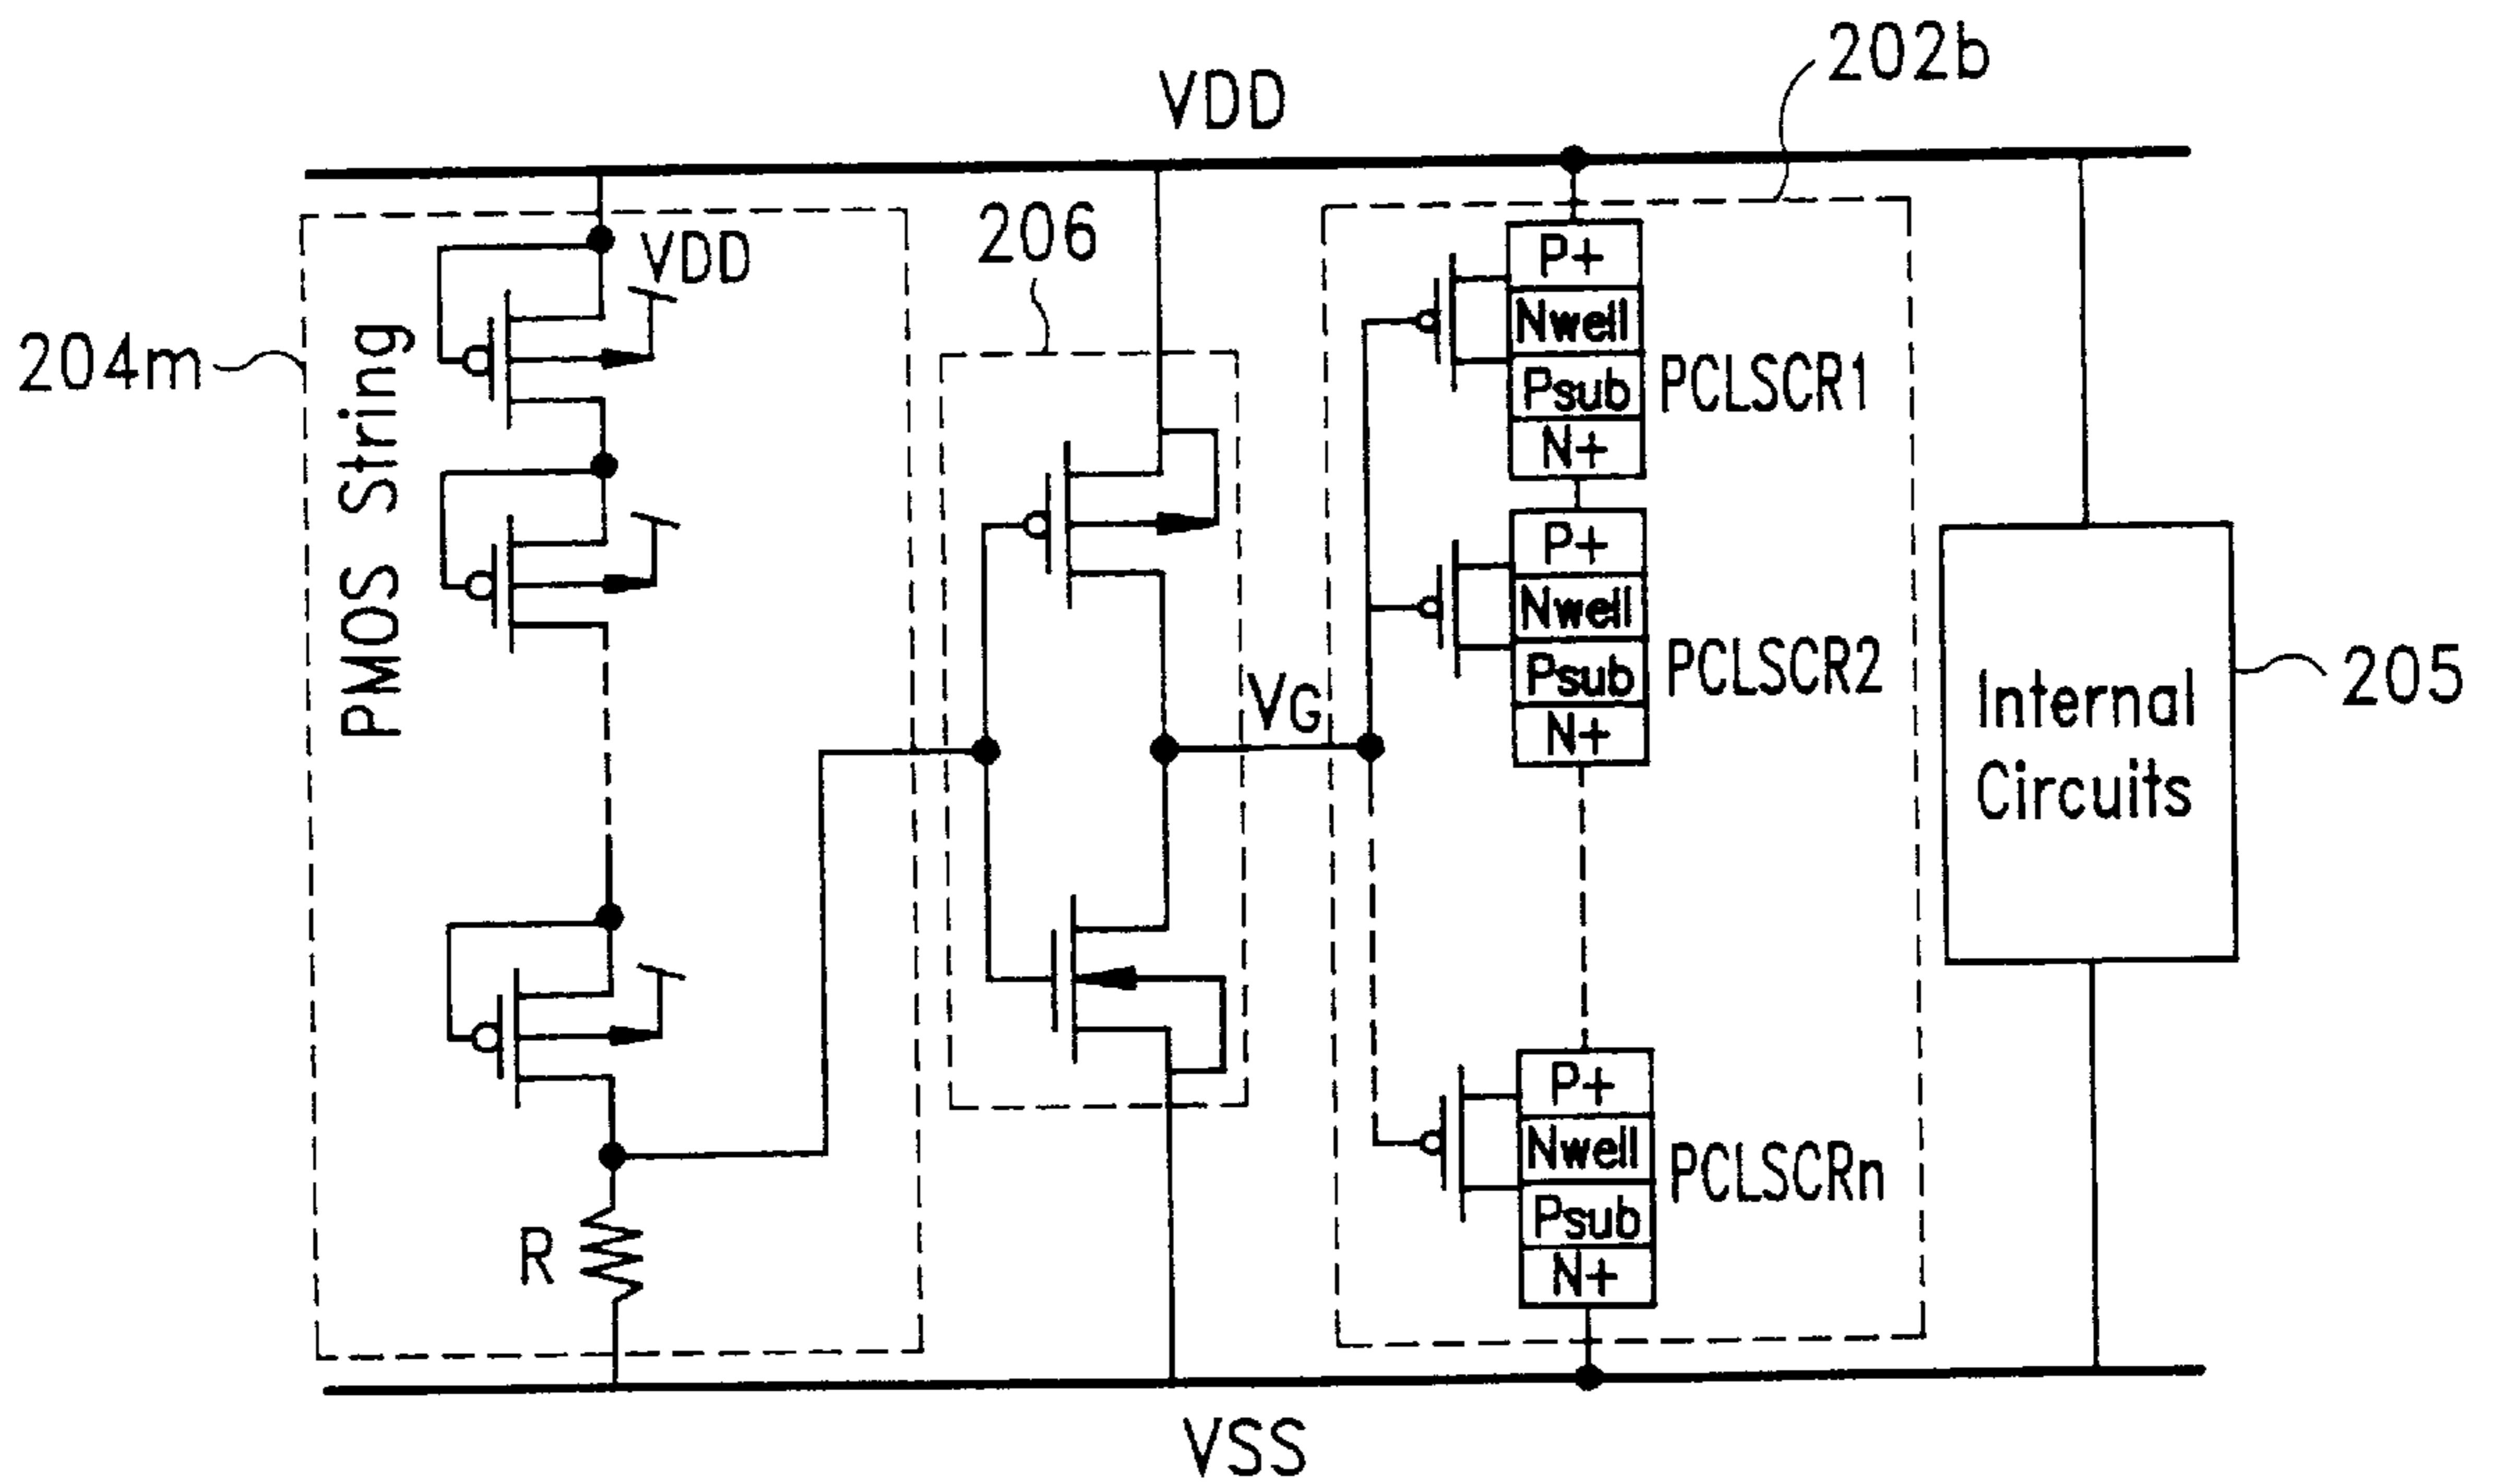 202b
VDD
206
VDD
204m
PMOS String
P+
Nwell
Psub
N+
PCLSCR1
P+
Nwell
Psub
N+
PCLSCR2
VG
Internal
Circuits
205
P+
Nwell
Psub
N+
PCLSCRn
R
VSS